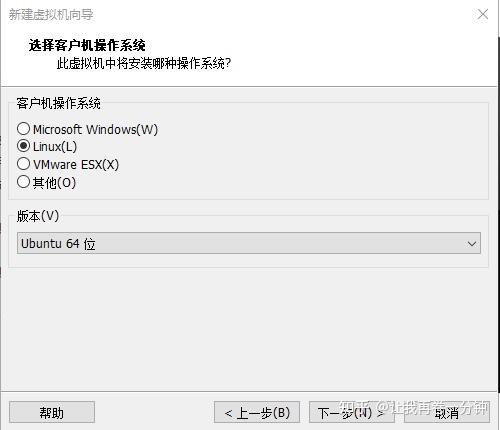 新建虚拟机向导
选择客户机操作系统
此虚拟机中将安装哪种操作系统?
客户机操作系统
Microsoft Windows(W)
Linux(L)
VMware ESX(X)
其他(O)
版本(V)
Ubuntu 64 位
帮助
< 上一步(B)
下一步(N) >
取消
知乎 @让我再卷一分钟